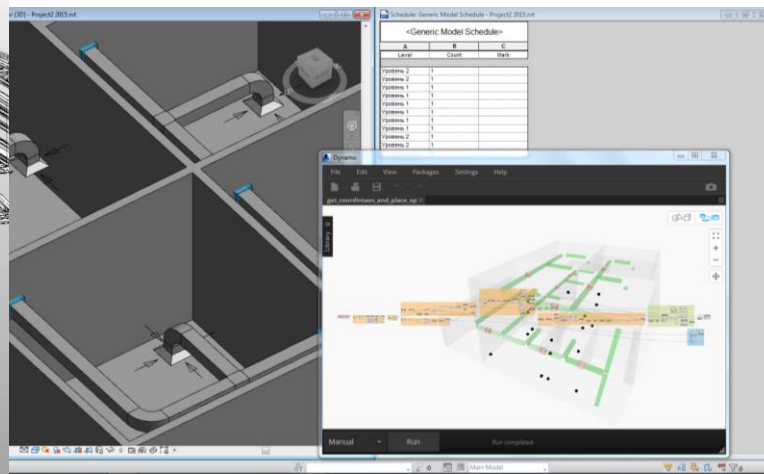 (3D) - Project2 2015.rvt
Schedule: Generic Model Schedule - Project2 2015.rvt
<Generic Model Schedule>
A B C
Level Count Mark
Уровень 2 1
Уровень 2 1
Уровень 1 1
Уровень 1 1
Уровень 1 1
Уровень 1 1
Уровень 1 1
Уровень 1 1
Уровень 2 1
Уровень 2 1
Dynamo
File Edit View Packages Settings Help
Library
Manual Run Run completed.
:0 Main Model